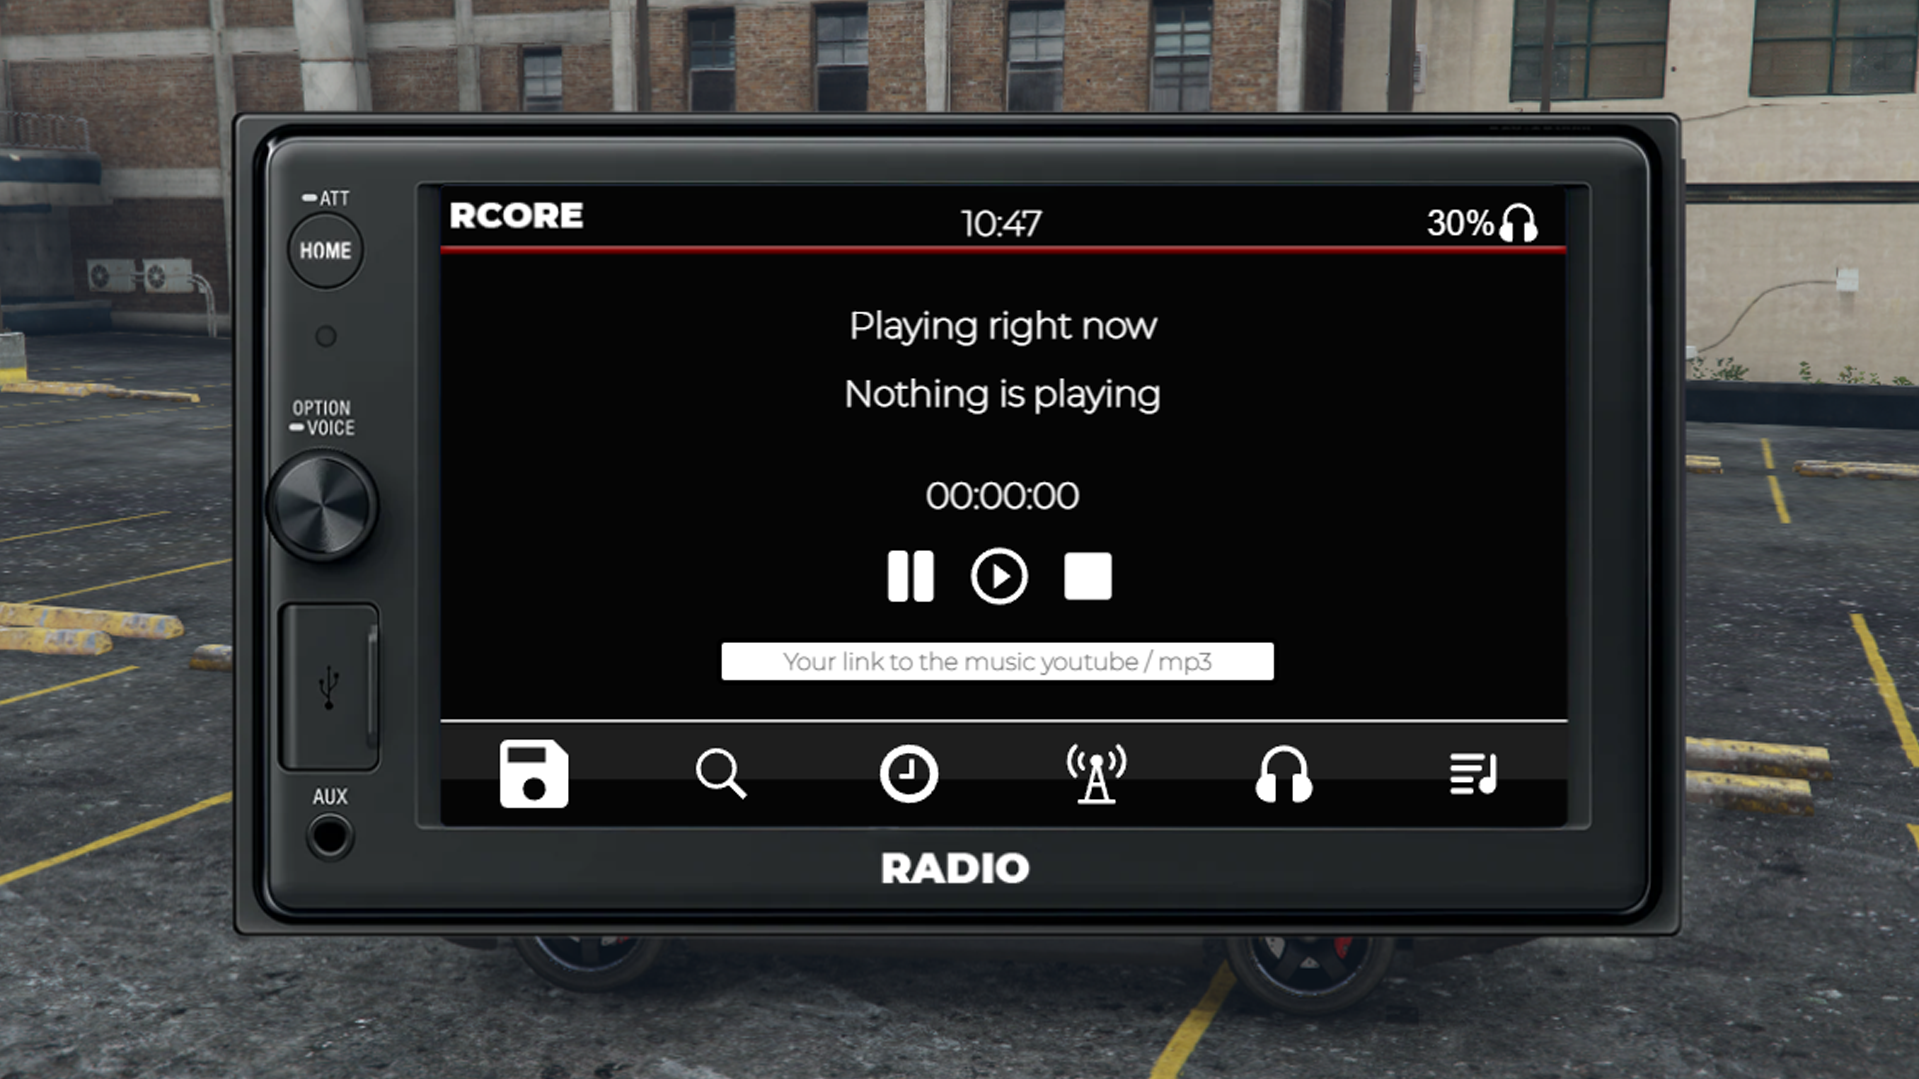 ATT
HOME
OPTION
VOICE
AUX
RCORE
10:47
30%
Playing right now
Nothing is playing
00:00:00
Your link to the music youtube / mp3
RADIO